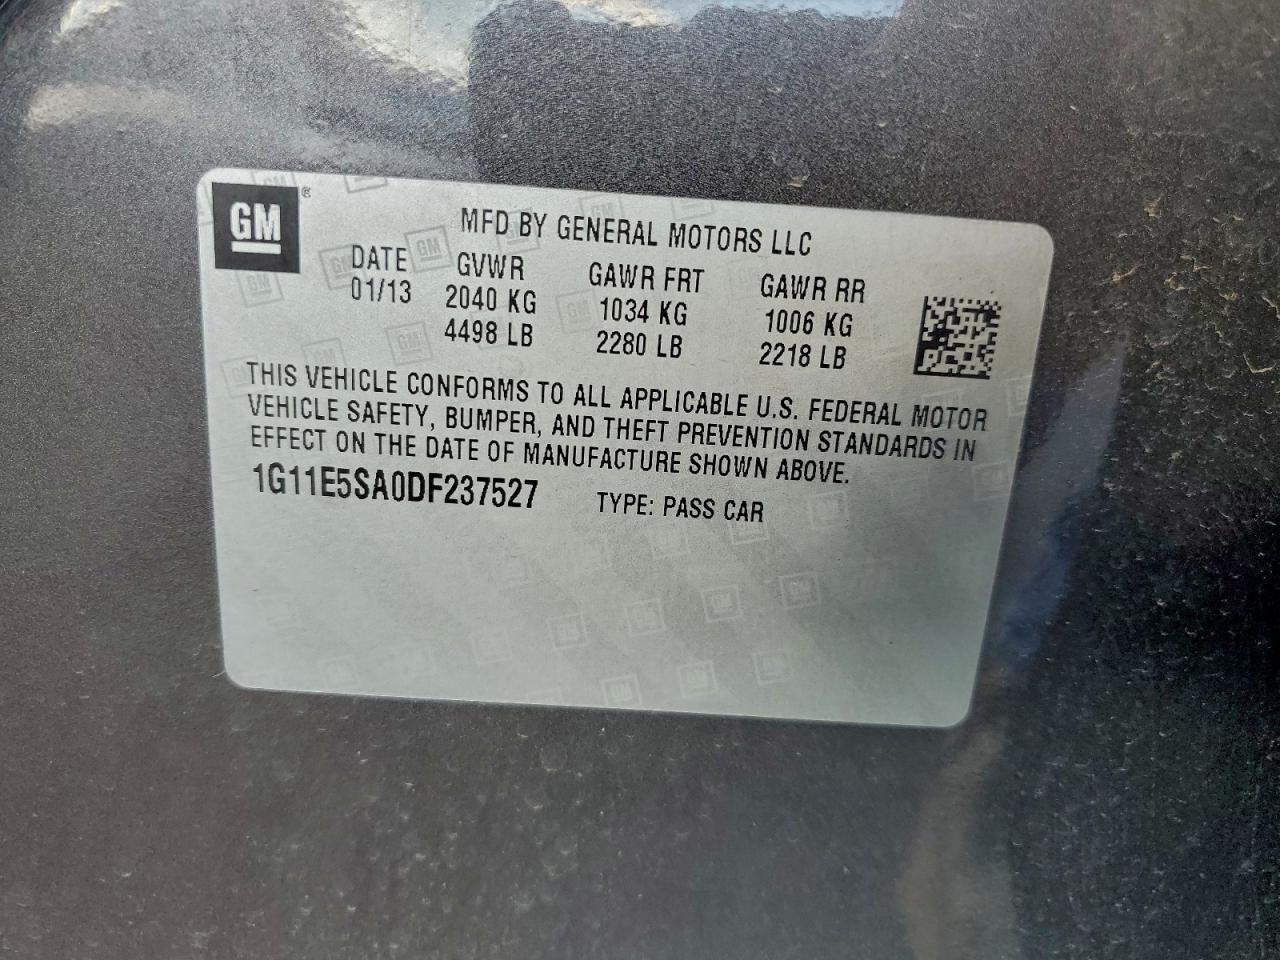 GM ®
MFD BY GENERAL MOTORS LLC
DATE GVWR GAWR FRT GAWR RR
01/13 2040 KG 1034 KG 1006 KG
4498 LB 2280 LB 2218 LB
THIS VEHICLE CONFORMS TO ALL APPLICABLE U.S. FEDERAL MOTOR
VEHICLE SAFETY, BUMPER, AND THEFT PREVENTION STANDARDS IN
EFFECT ON THE DATE OF MANUFACTURE SHOWN ABOVE.
1G11E5SA0DF237527 TYPE: PASS CAR